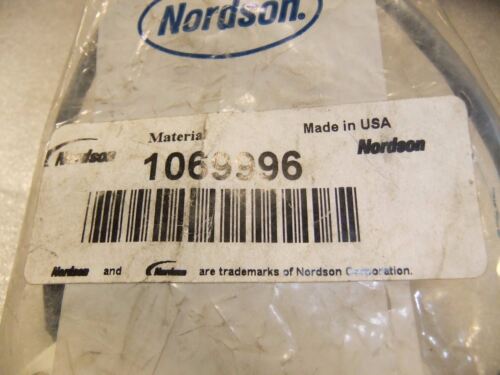 Nordson.
Material
Made in USA
Nordson
1069996
Nordson
Nordson and Nordson are trademarks of Nordson Corporation.